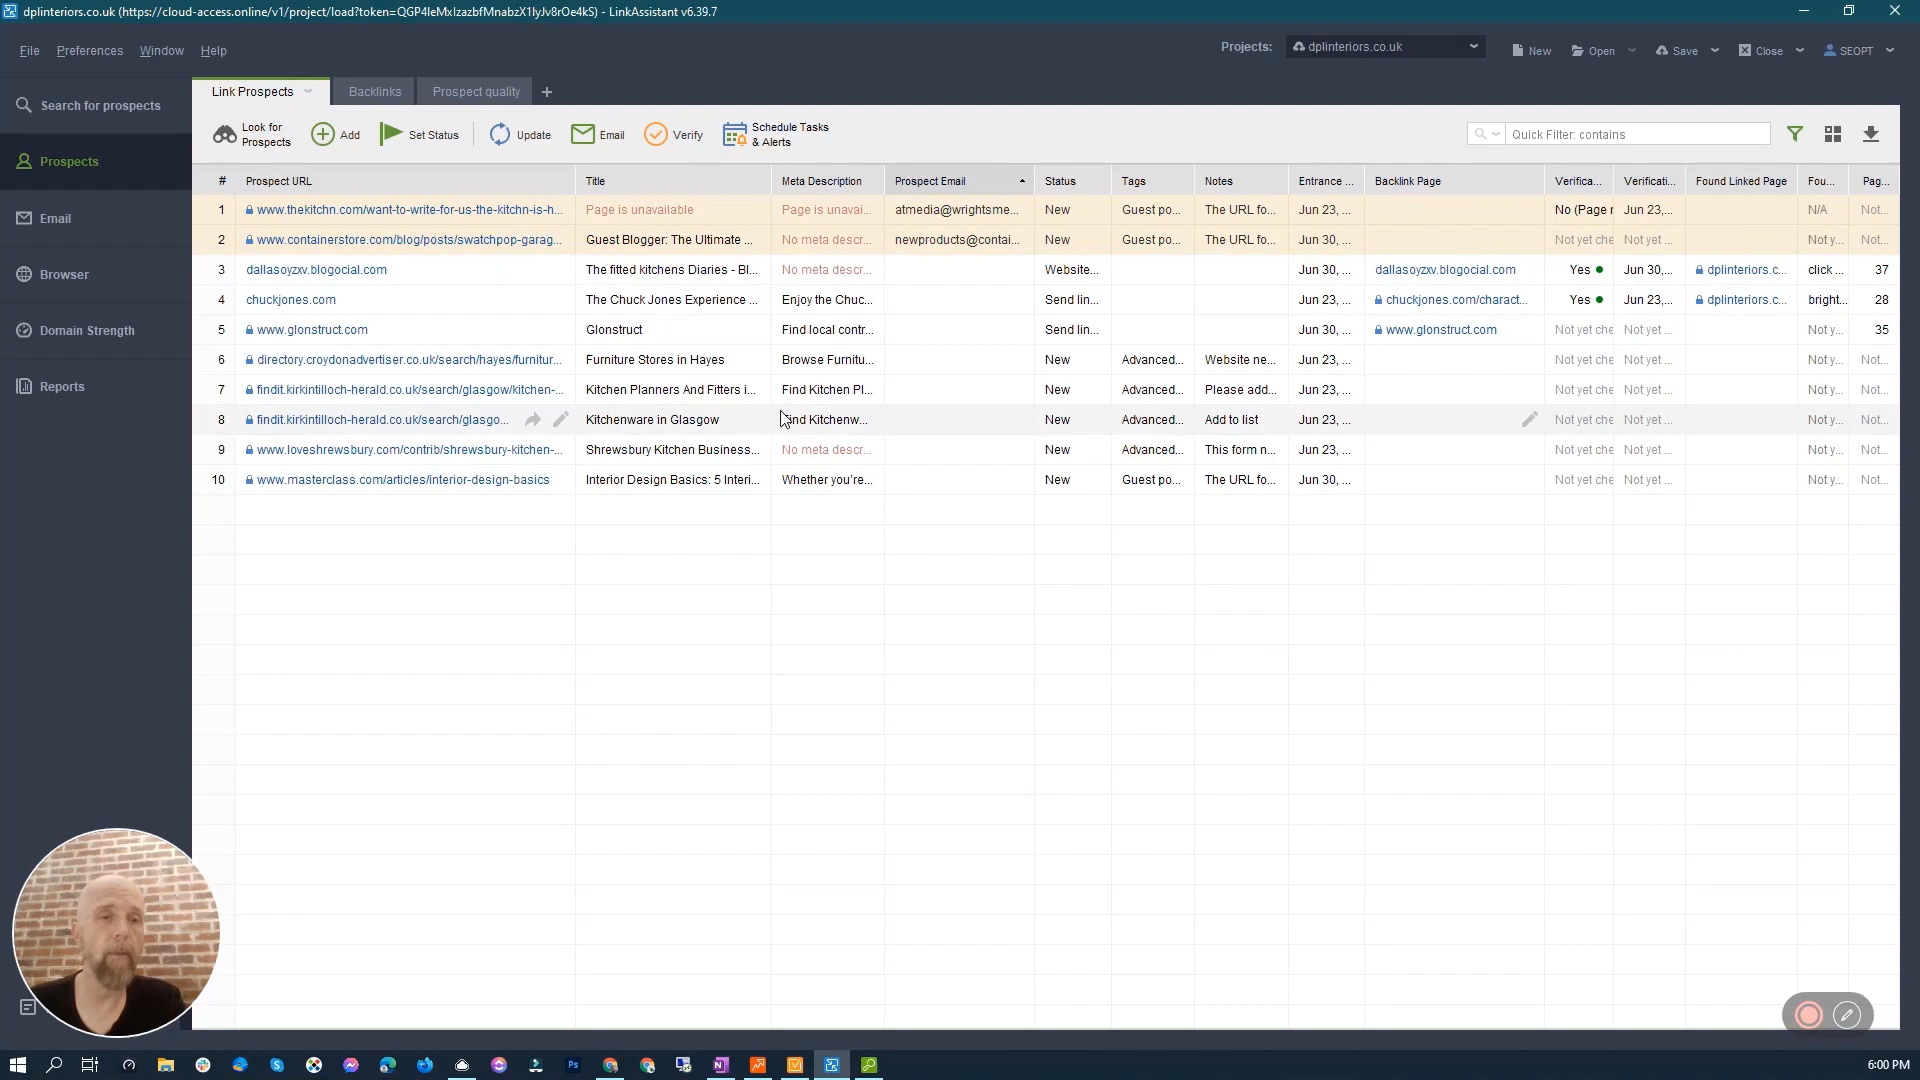 dplinteriors.co.uk (https://cloud-access.online/v1/project/load?token=QGP4leMxlzazbfMnabzX1lyJv8rOe4kS) - LinkAssistant v6.39.7
File Preferences Window Help
Projects: dplinteriors.co.uk New Open Save Close SEOPT
Search for prospects
Prospects
Email
Browser
Domain Strength
Reports
Link Prospects Backlinks Prospect quality +
Look for Prospects Add Set Status Update Email Verify Schedule Tasks & Alerts Quick Filter: contains
# Prospect URL Title Meta Description Prospect Email Status Tags Notes Entrance ... Backlink Page Verifica... Verificati... Found Linked Page Fou... Pag...
1 www.thekitchn.com/want-to-write-for-us-the-kitchn-is-h... Page is unavailable Page is unavai... atmedia@wrightsme... New Guest po... The URL fo... Jun 23, ... No (Page r Jun 23,... N/A Not...
2 www.containerstore.com/blog/posts/swatchpop-garag... Guest Blogger: The Ultimate ... No meta descr... newproducts@contai... New Guest po... The URL fo... Jun 30, ... Not yet che Not yet ... Not y... Not...
3 dallasoyzxv.blogocial.com The fitted kitchens Diaries - Bl... No meta descr... Website... Jun 30, ... dallasoyzxv.blogocial.com Yes Jun 30,... dplinteriors.c... click ... 37
4 chuckjones.com The Chuck Jones Experience ... Enjoy the Chuc... Send lin... Jun 23, ... chuckjones.com/charact... Yes Jun 23,... dplinteriors.c... bright... 28
5 www.glonstruct.com Glonstruct Find local contr... Send lin... Jun 30, ... www.glonstruct.com Not yet che Not yet ... Not y... 35
6 directory.croydonadvertiser.co.uk/search/hayes/furnitur... Furniture Stores in Hayes Browse Furnitu... New Advanced... Website ne... Jun 23, ... Not yet che Not yet ... Not y... Not...
7 findit.kirkintilloch-herald.co.uk/search/glasgow/kitchen-... Kitchen Planners And Fitters i... Find Kitchen Pl... New Advanced... Please add... Jun 23, ... Not yet che Not yet ... Not y... Not...
8 findit.kirkintilloch-herald.co.uk/search/glasgo... Kitchenware in Glasgow Find Kitchenw... New Advanced... Add to list Jun 23, ... Not yet che Not yet ... Not y... Not...
9 www.loveshrewsbury.com/contrib/shrewsbury-kitchen-... Shrewsbury Kitchen Business... No meta descr... New Advanced... This form n... Jun 23, ... Not yet che Not yet ... Not y... Not...
10 www.masterclass.com/articles/interior-design-basics Interior Design Basics: 5 Interi... Whether you're... New Guest po... The URL fo... Jun 30, ... Not yet che Not yet ... Not y... Not...
Ps
6:00 PM